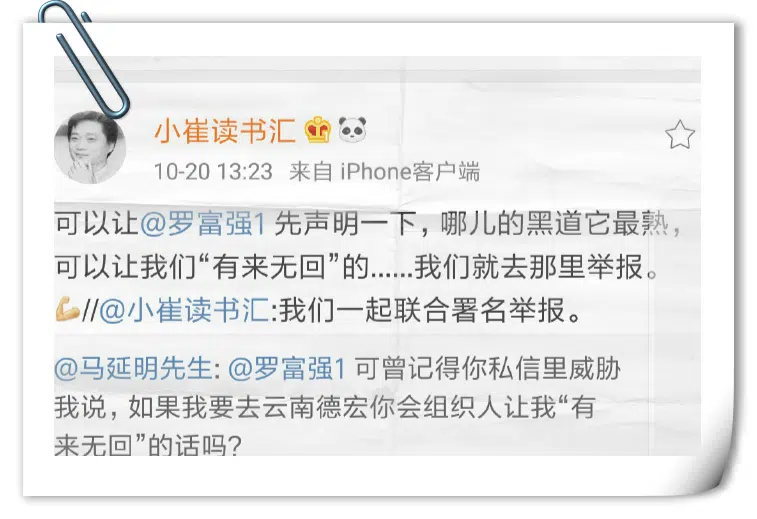 小崔读书汇
10-20 13:23 来自 iPhone客户端
可以让@罗富强1 先声明一下，哪儿的黑道它最熟，
可以让我们“有来无回”的......我们就去那里举报。
//@小崔读书汇:我们一起联合署名举报。
@马延明先生: @罗富强1 可曾记得你私信里威胁
我说，如果我要去云南德宏你会组织人让我“有
来无回”的话吗？